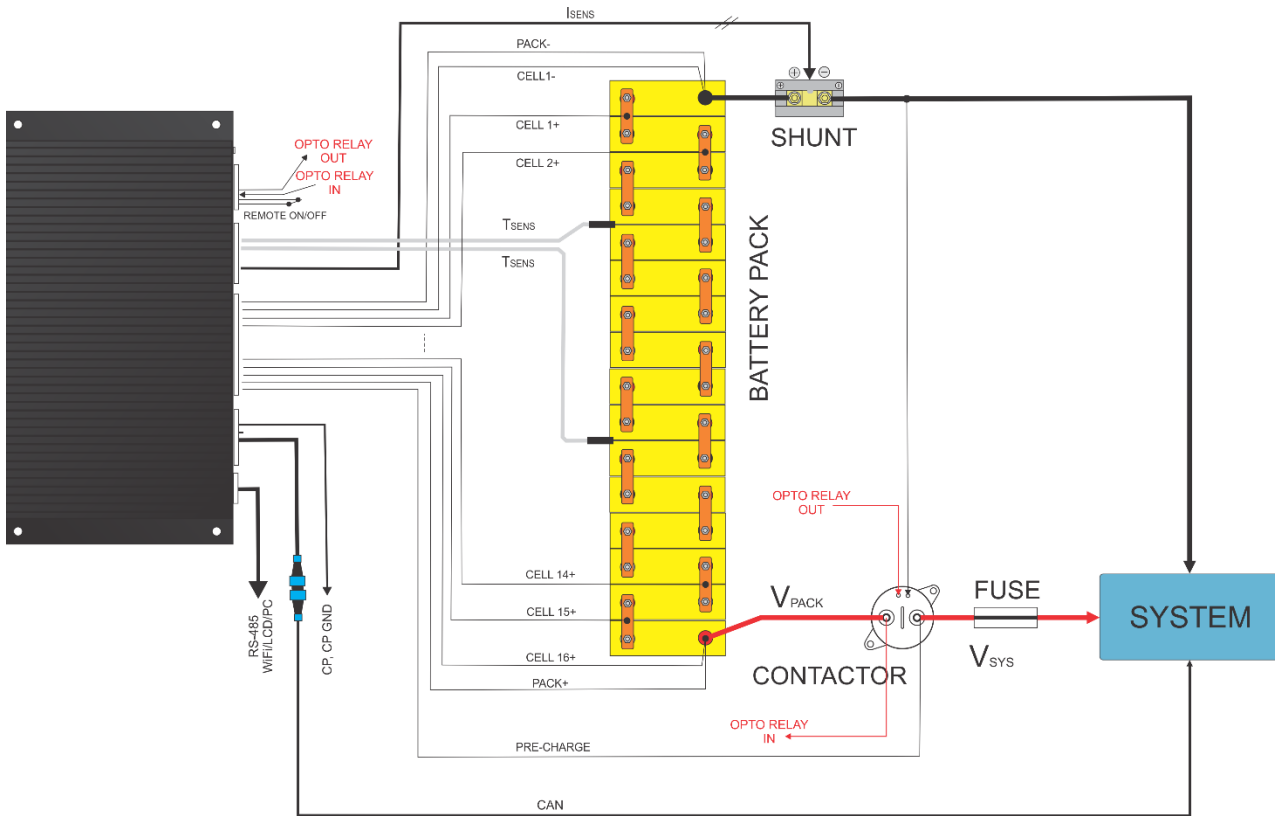 ISENS
PACK-
CELL1-
SHUNT
CELL 1+
CELL 2+
OPTO RELAY
OUT
OPTO RELAY
IN
REMOTE ON/OFF
TSENS
TSENS
BATTERY PACK
OPTO RELAY
OUT
CELL 14+
CELL 15+
CELL 16+
PACK+
VPACK
FUSE
SYSTEM
VSYS
CONTACTOR
OPTO RELAY
IN
RS-485
WiFi/LCD/PC
CP, CP GND
PRE-CHARGE
CAN